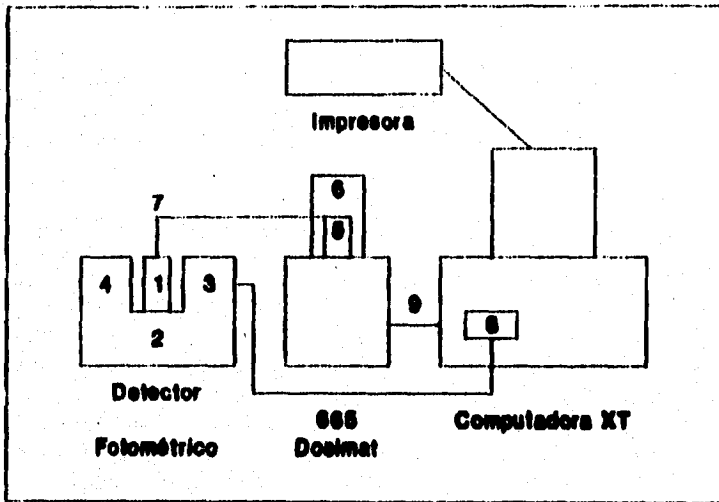 Impresora
6
7
5
4 1 3
9
8
2
Detector
Fotométrico
665
Dosimat
Computadora XT